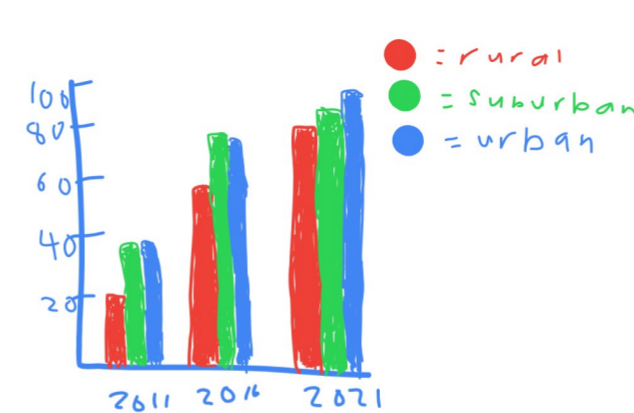 = rural
= suburban
= urban
100
80
60
40
20
2011 2016 2021